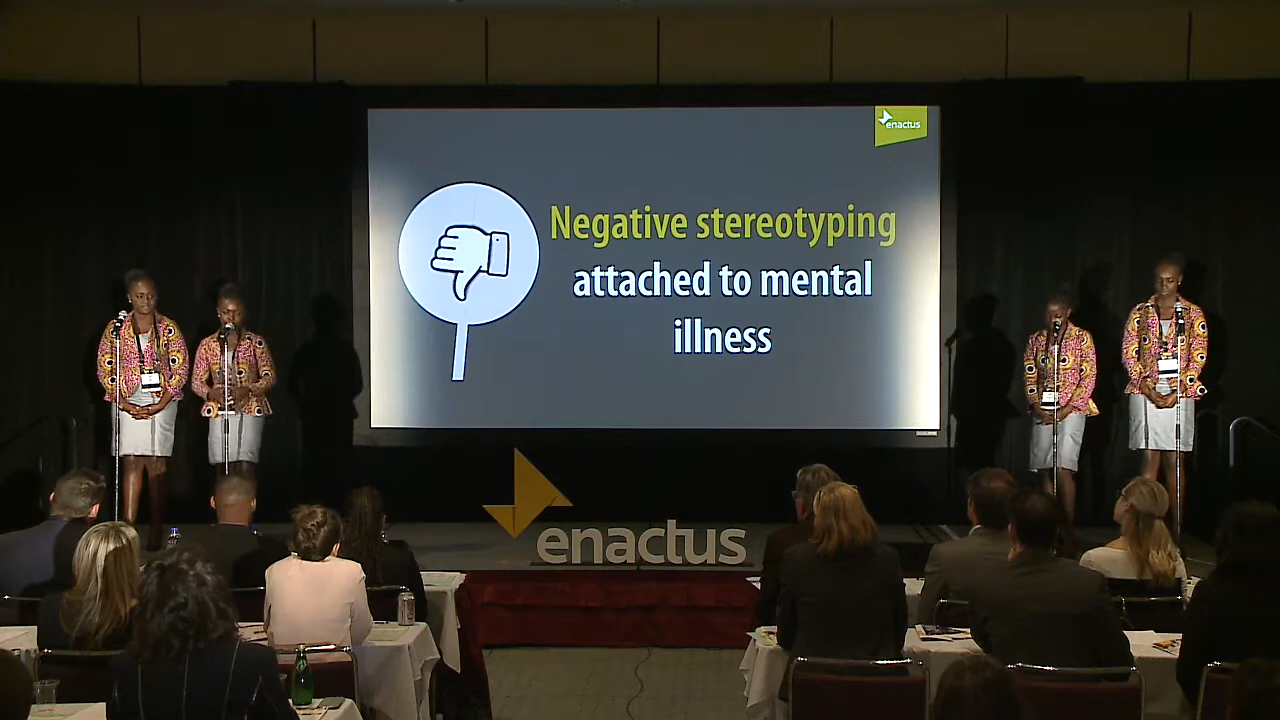 enactus
Negative stereotyping
attached to mental
illness
enactus